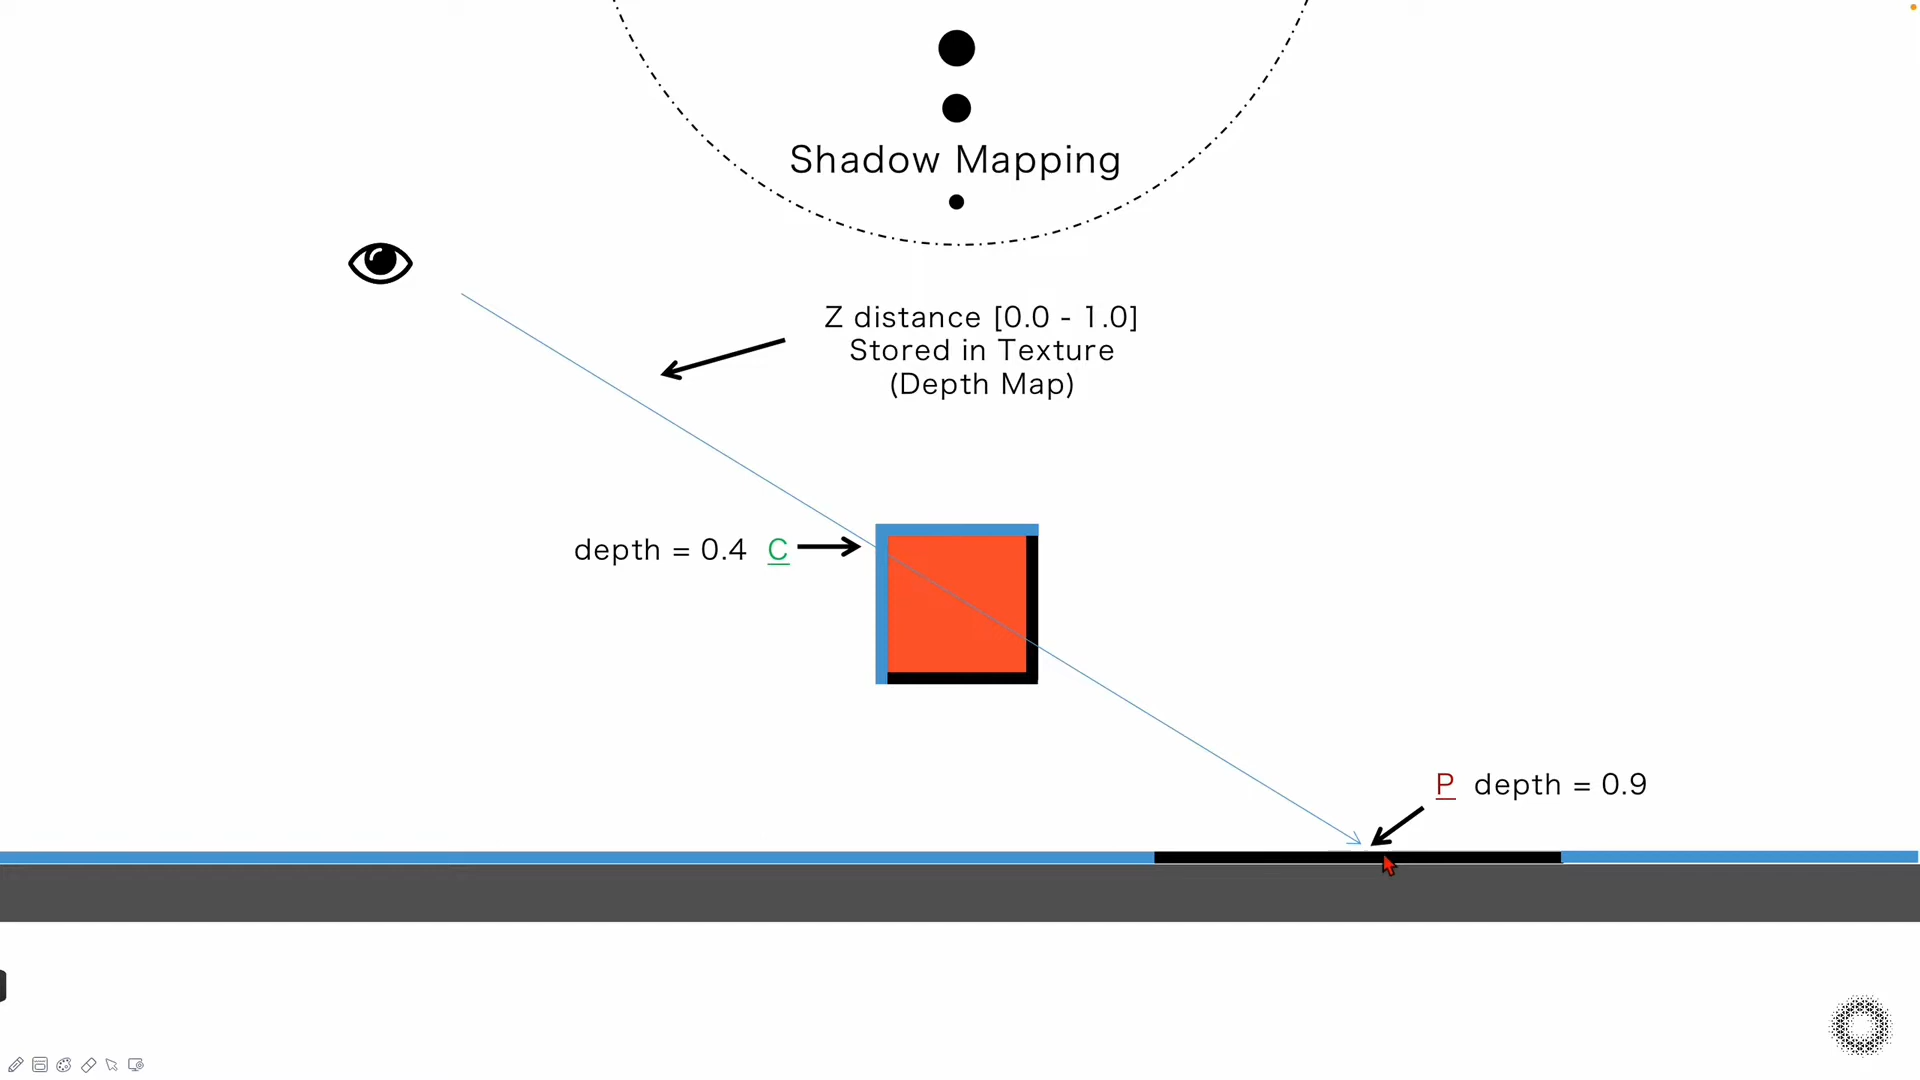 Shadow Mapping
Z distance [0.0 - 1.0]
Stored in Texture
(Depth Map)
depth = 0.4 C
P depth = 0.9